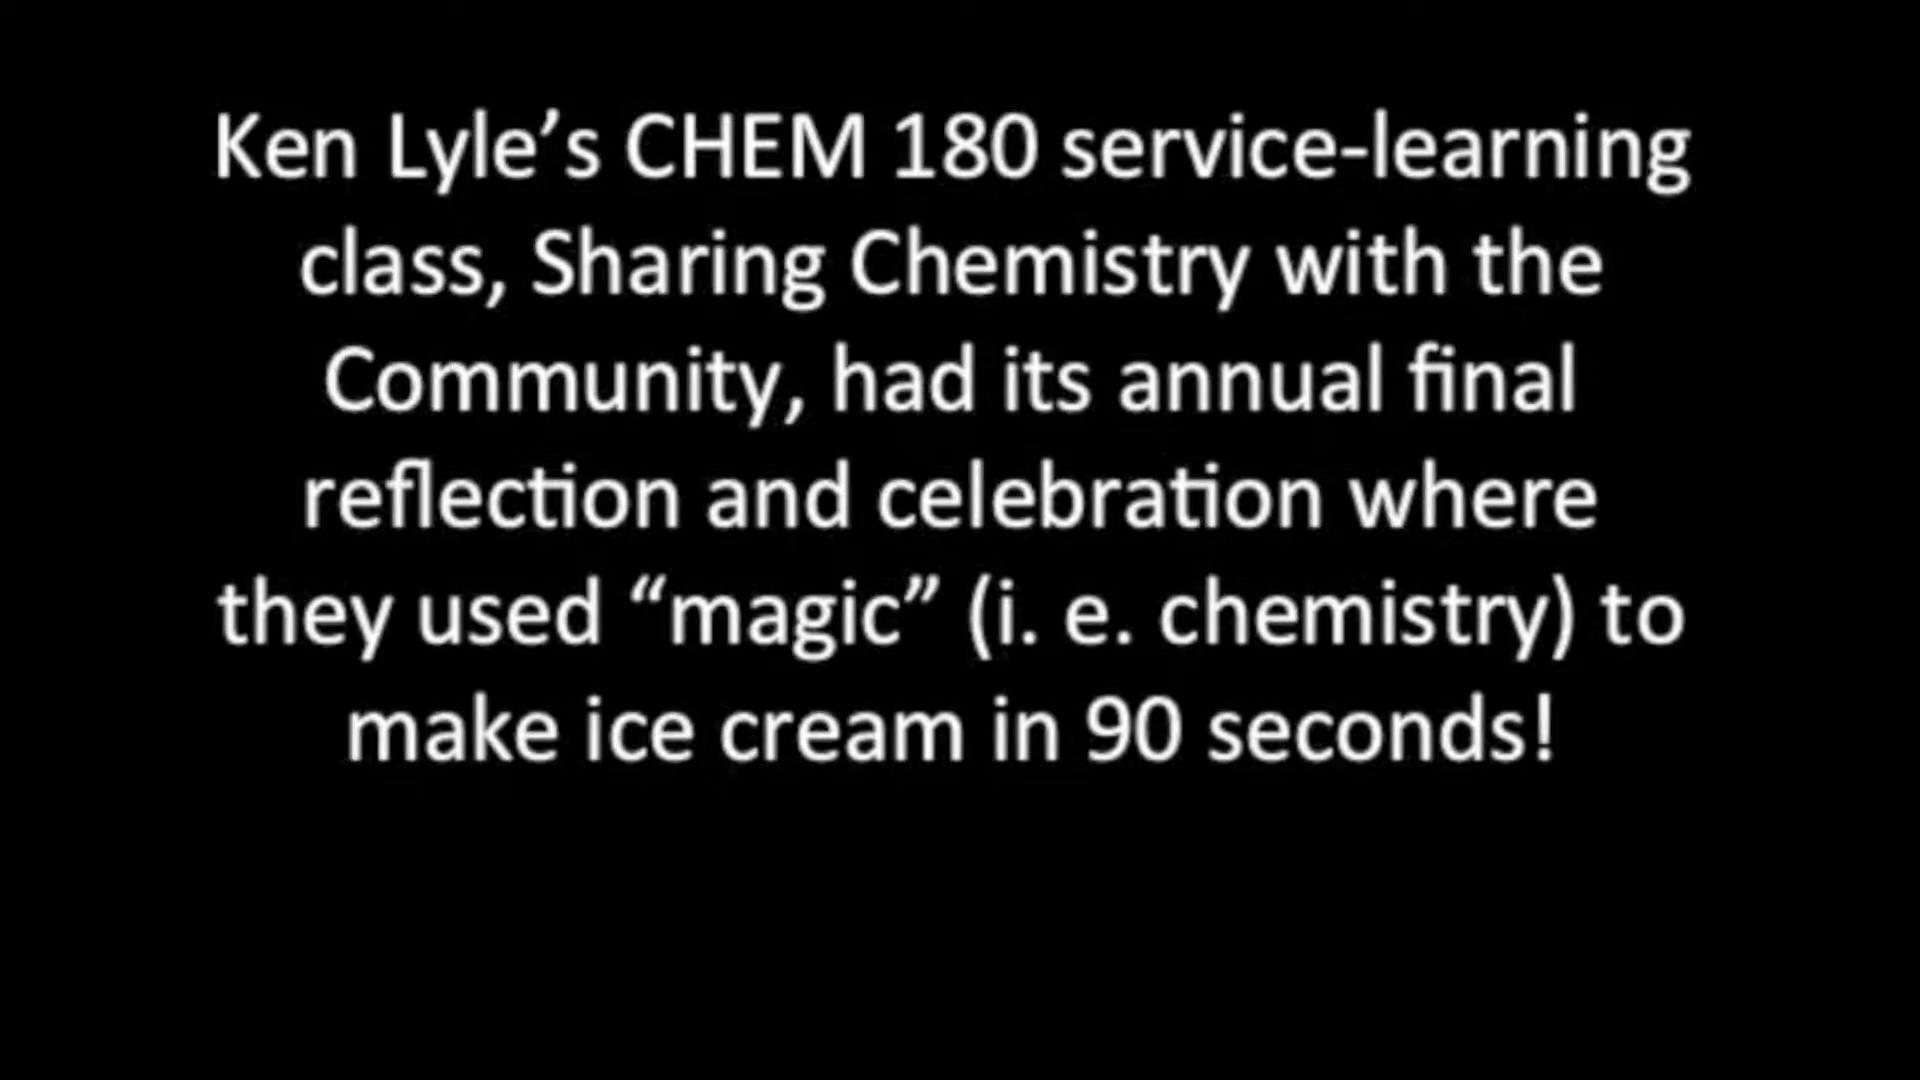 Ken Lyle’s CHEM 180 service-learning
class, Sharing Chemistry with the
Community, had its annual final
reflection and celebration where
they used “magic” (i. e. chemistry) to
make ice cream in 90 seconds!